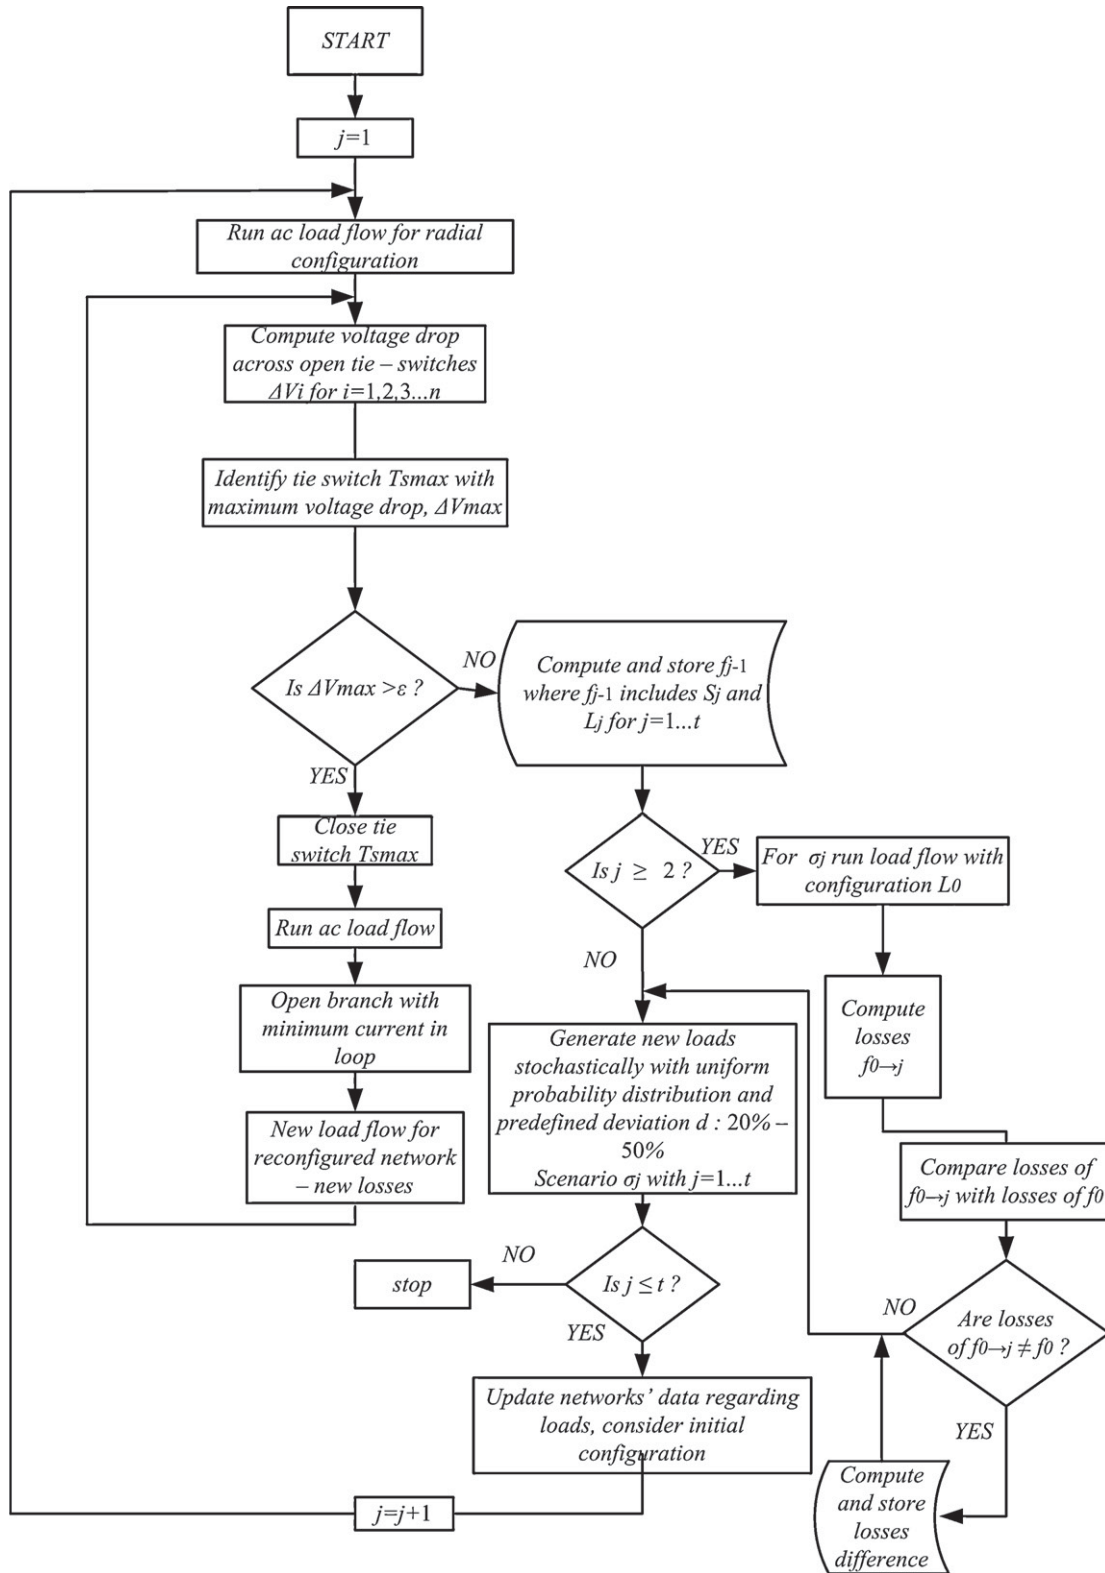 START
j=1
Run ac load flow for radial
configuration
Compute voltage drop
across open tie – switches
ΔVi for i=1,2,3...n
Identify tie switch Tsmax with
maximum voltage drop, ΔVmax
Is ΔVmax >ε ?
NO
Compute and store fj-1
where fj-1 includes Sj and
Lj for j=1...t
YES
Close tie
switch Tsmax
Run ac load flow
Open branch with
minimum current in
loop
New load flow for
reconfigured network
– new losses
Is j ≥ 2 ?
YES
For σj run load flow with
configuration L0
NO
Compute
losses
f0→j
Generate new loads
stochastically with uniform
probability distribution and
predefined deviation d : 20% –
50%
Scenario σj with j=1...t
Compare losses of
f0→j with losses of f0
Is j ≤ t ?
NO
stop
YES
Are losses
of f0→j ≠ f0 ?
NO
YES
Update networks’ data regarding
loads, consider initial
configuration
Compute
and store
losses
difference
j=j+1